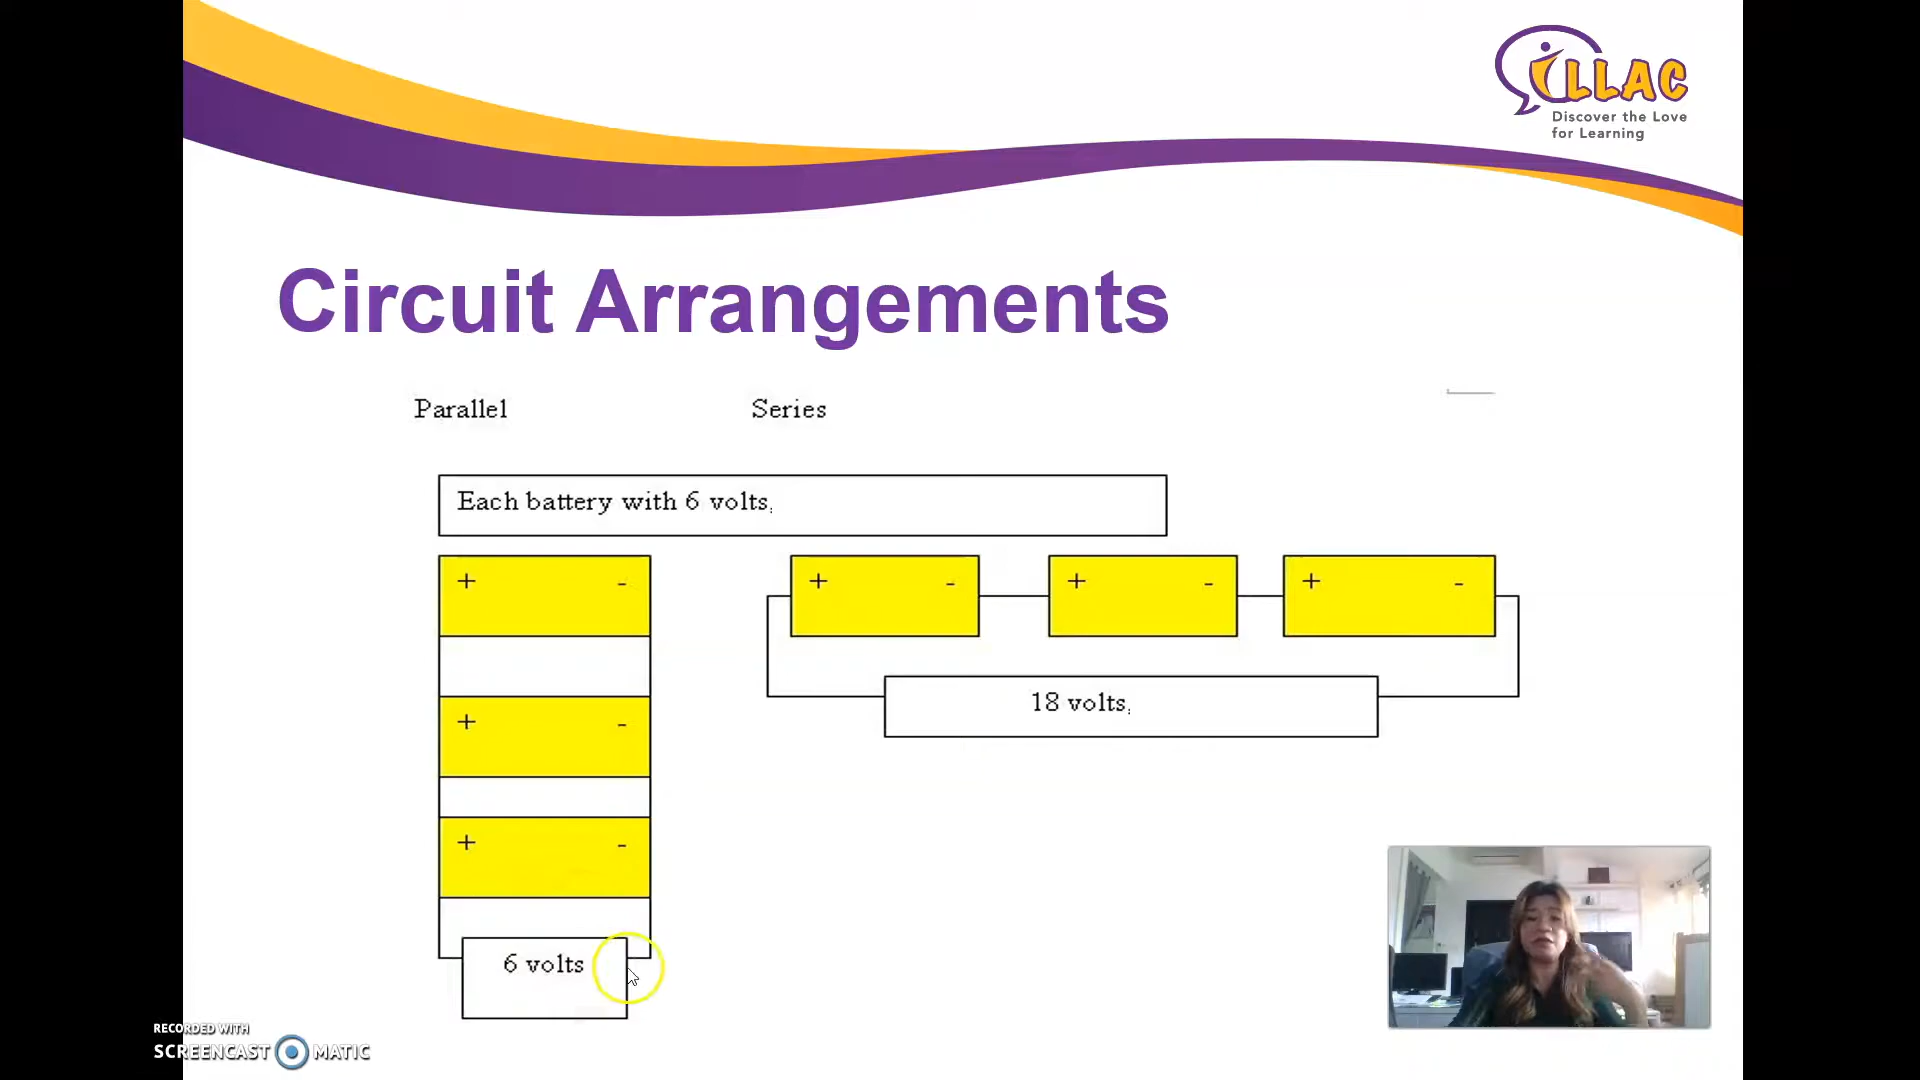 iLLAC
Discover the Love
for Learning
Circuit Arrangements
Parallel
Series
Each battery with 6 volts,
+ -
+ -
+ -
+ -
18 volts,
+ -
+ -
6 volts
RECORDED WITH
SCREENCAST MATIC